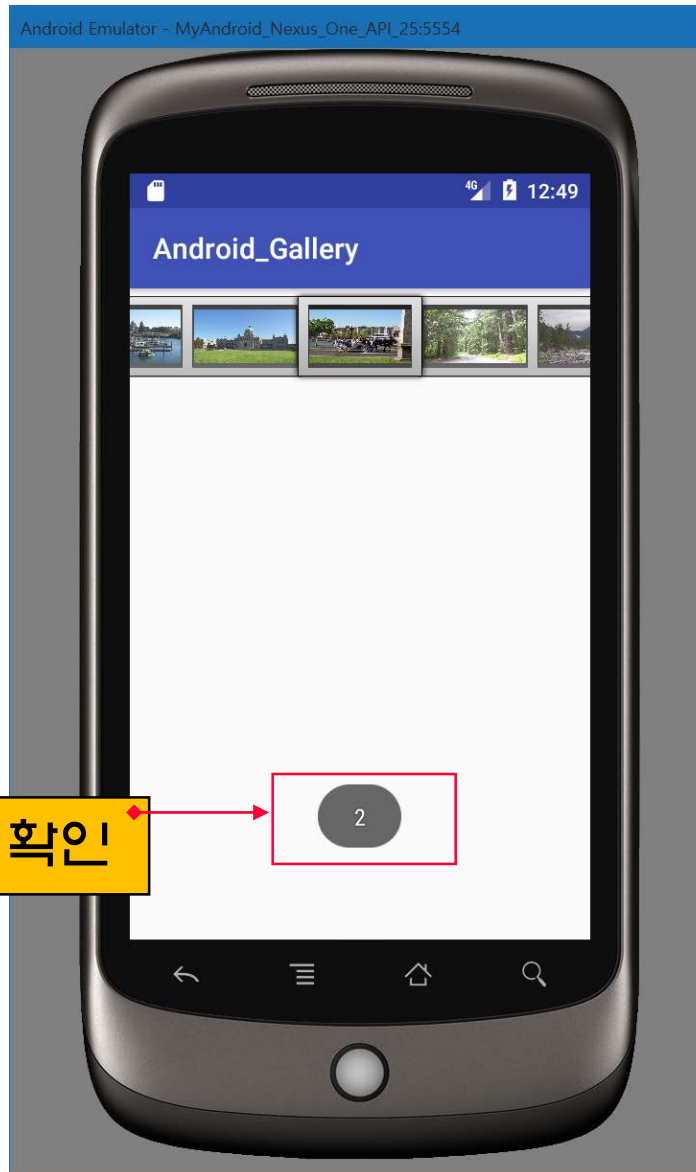 Android Emulator - MyAndroid_Nexus_One_API_25:5554
4G 12:49
Android_Gallery
2
확인